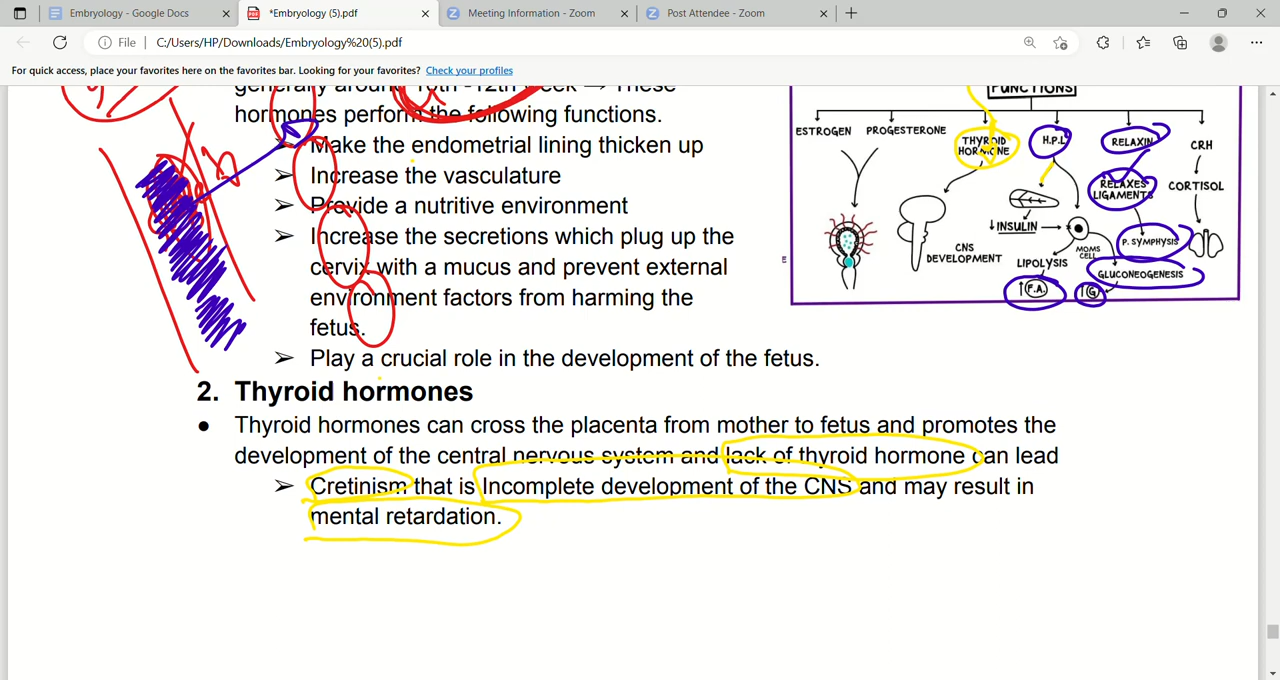 Embryology - Google Docs
*Embryology (5).pdf
Meeting Information - Zoom
Post Attendee - Zoom
File
C:/Users/HP/Downloads/Embryology%20(5).pdf
For quick access, place your favorites here on the favorites bar. Looking for your favorites? Check your profiles
generally around 10th -12th week → These
hormones perform the following functions.
➢ Make the endometrial lining thicken up
➢ Increase the vasculature
➢ Provide a nutritive environment
➢ Increase the secretions which plug up the
cervix with a mucus and prevent external
environment factors from harming the
fetus.
➢ Play a crucial role in the development of the fetus.
FUNCTIONS
ESTROGEN
PROGESTERONE
THYROID
HORMONE
H.P.L
RELAXIN
CRH
RELAXES
LIGAMENTS
CORTISOL
↓INSULIN
CNS
DEVELOPMENT
LIPOLYSIS
MOMS
CELL
P. SYMPHYSIS
GLUCONEOGENESIS
↑F.A.
↑G
2. Thyroid hormones
● Thyroid hormones can cross the placenta from mother to fetus and promotes the
development of the central nervous system and lack of thyroid hormone can lead
➢ Cretinism that is Incomplete development of the CNS and may result in
mental retardation.